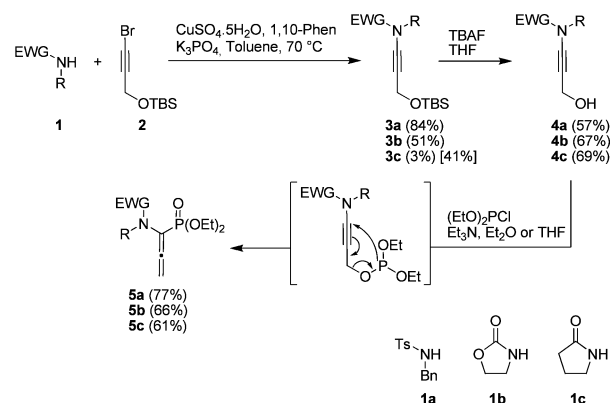 EWG NH R
1
+
Br OTBS
2
CuSO4.5H2O, 1,10-Phen
K3PO4, Toluene, 70 °C
EWG N R OTBS
3a (84%)
3b (51%)
3c (3%) [41%]
TBAF
THF
EWG N R OH
4a (57%)
4b (67%)
4c (69%)
(EtO)2PCl
Et3N, Et2O or THF
EWG N R OEt O P OEt
EWG O
N P(OEt)2
R
C
5a (77%)
5b (66%)
5c (61%)
Ts NH Bn
1a
O O NH
1b
O NH
1c